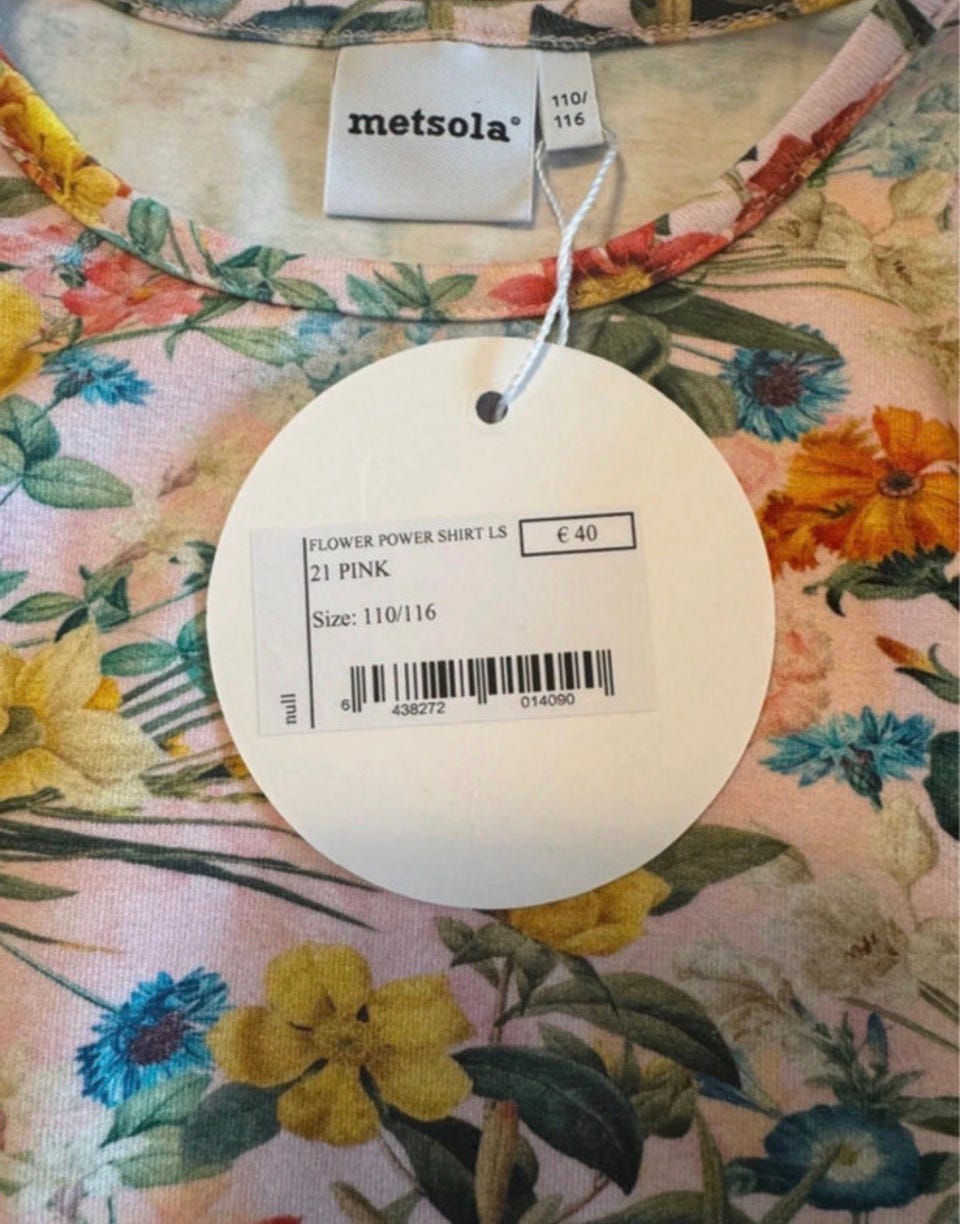 metsola®
110/
116
FLOWER POWER SHIRT LS
€ 40
21 PINK
Size: 110/116
null
6 438272 014090